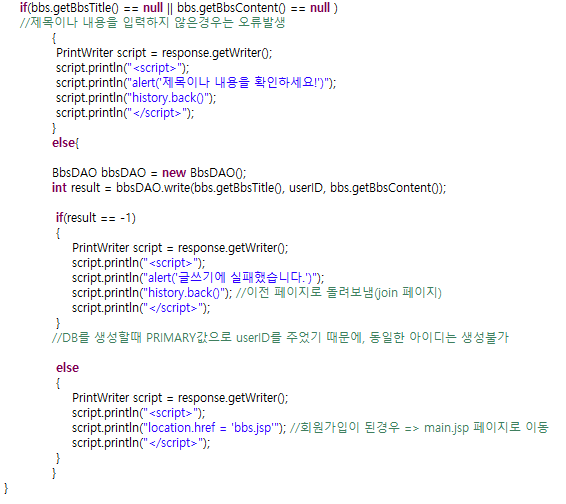 if(bbs.getBbsTitle() == null || bbs.getBbsContent() == null )
//제목이나 내용을 입력하지 않은경우는 오류발생
{
PrintWriter script = response.getWriter();
script.println("<script>");
script.println("alert('제목이나 내용을 확인하세요!')");
script.println("history.back()");
script.println("</script>");
}
else{
BbsDAO bbsDAO = new BbsDAO();
int result = bbsDAO.write(bbs.getBbsTitle(), userID, bbs.getBbsContent());
if(result == -1)
{
PrintWriter script = response.getWriter();
script.println("<script>");
script.println("alert('글쓰기에 실패했습니다.')");
script.println("history.back()"); //이전 페이지로 돌려보냄(join 페이지)
script.println("</script>");
}
//DB를 생성할때 PRIMARY값으로 userID를 주었기 때문에, 동일한 아이디는 생성불가
else
{
PrintWriter script = response.getWriter();
script.println("<script>");
script.println("location.href = 'bbs.jsp'"); //회원가입이 된경우 => main.jsp 페이지로 이동
script.println("</script>");
}
}
}